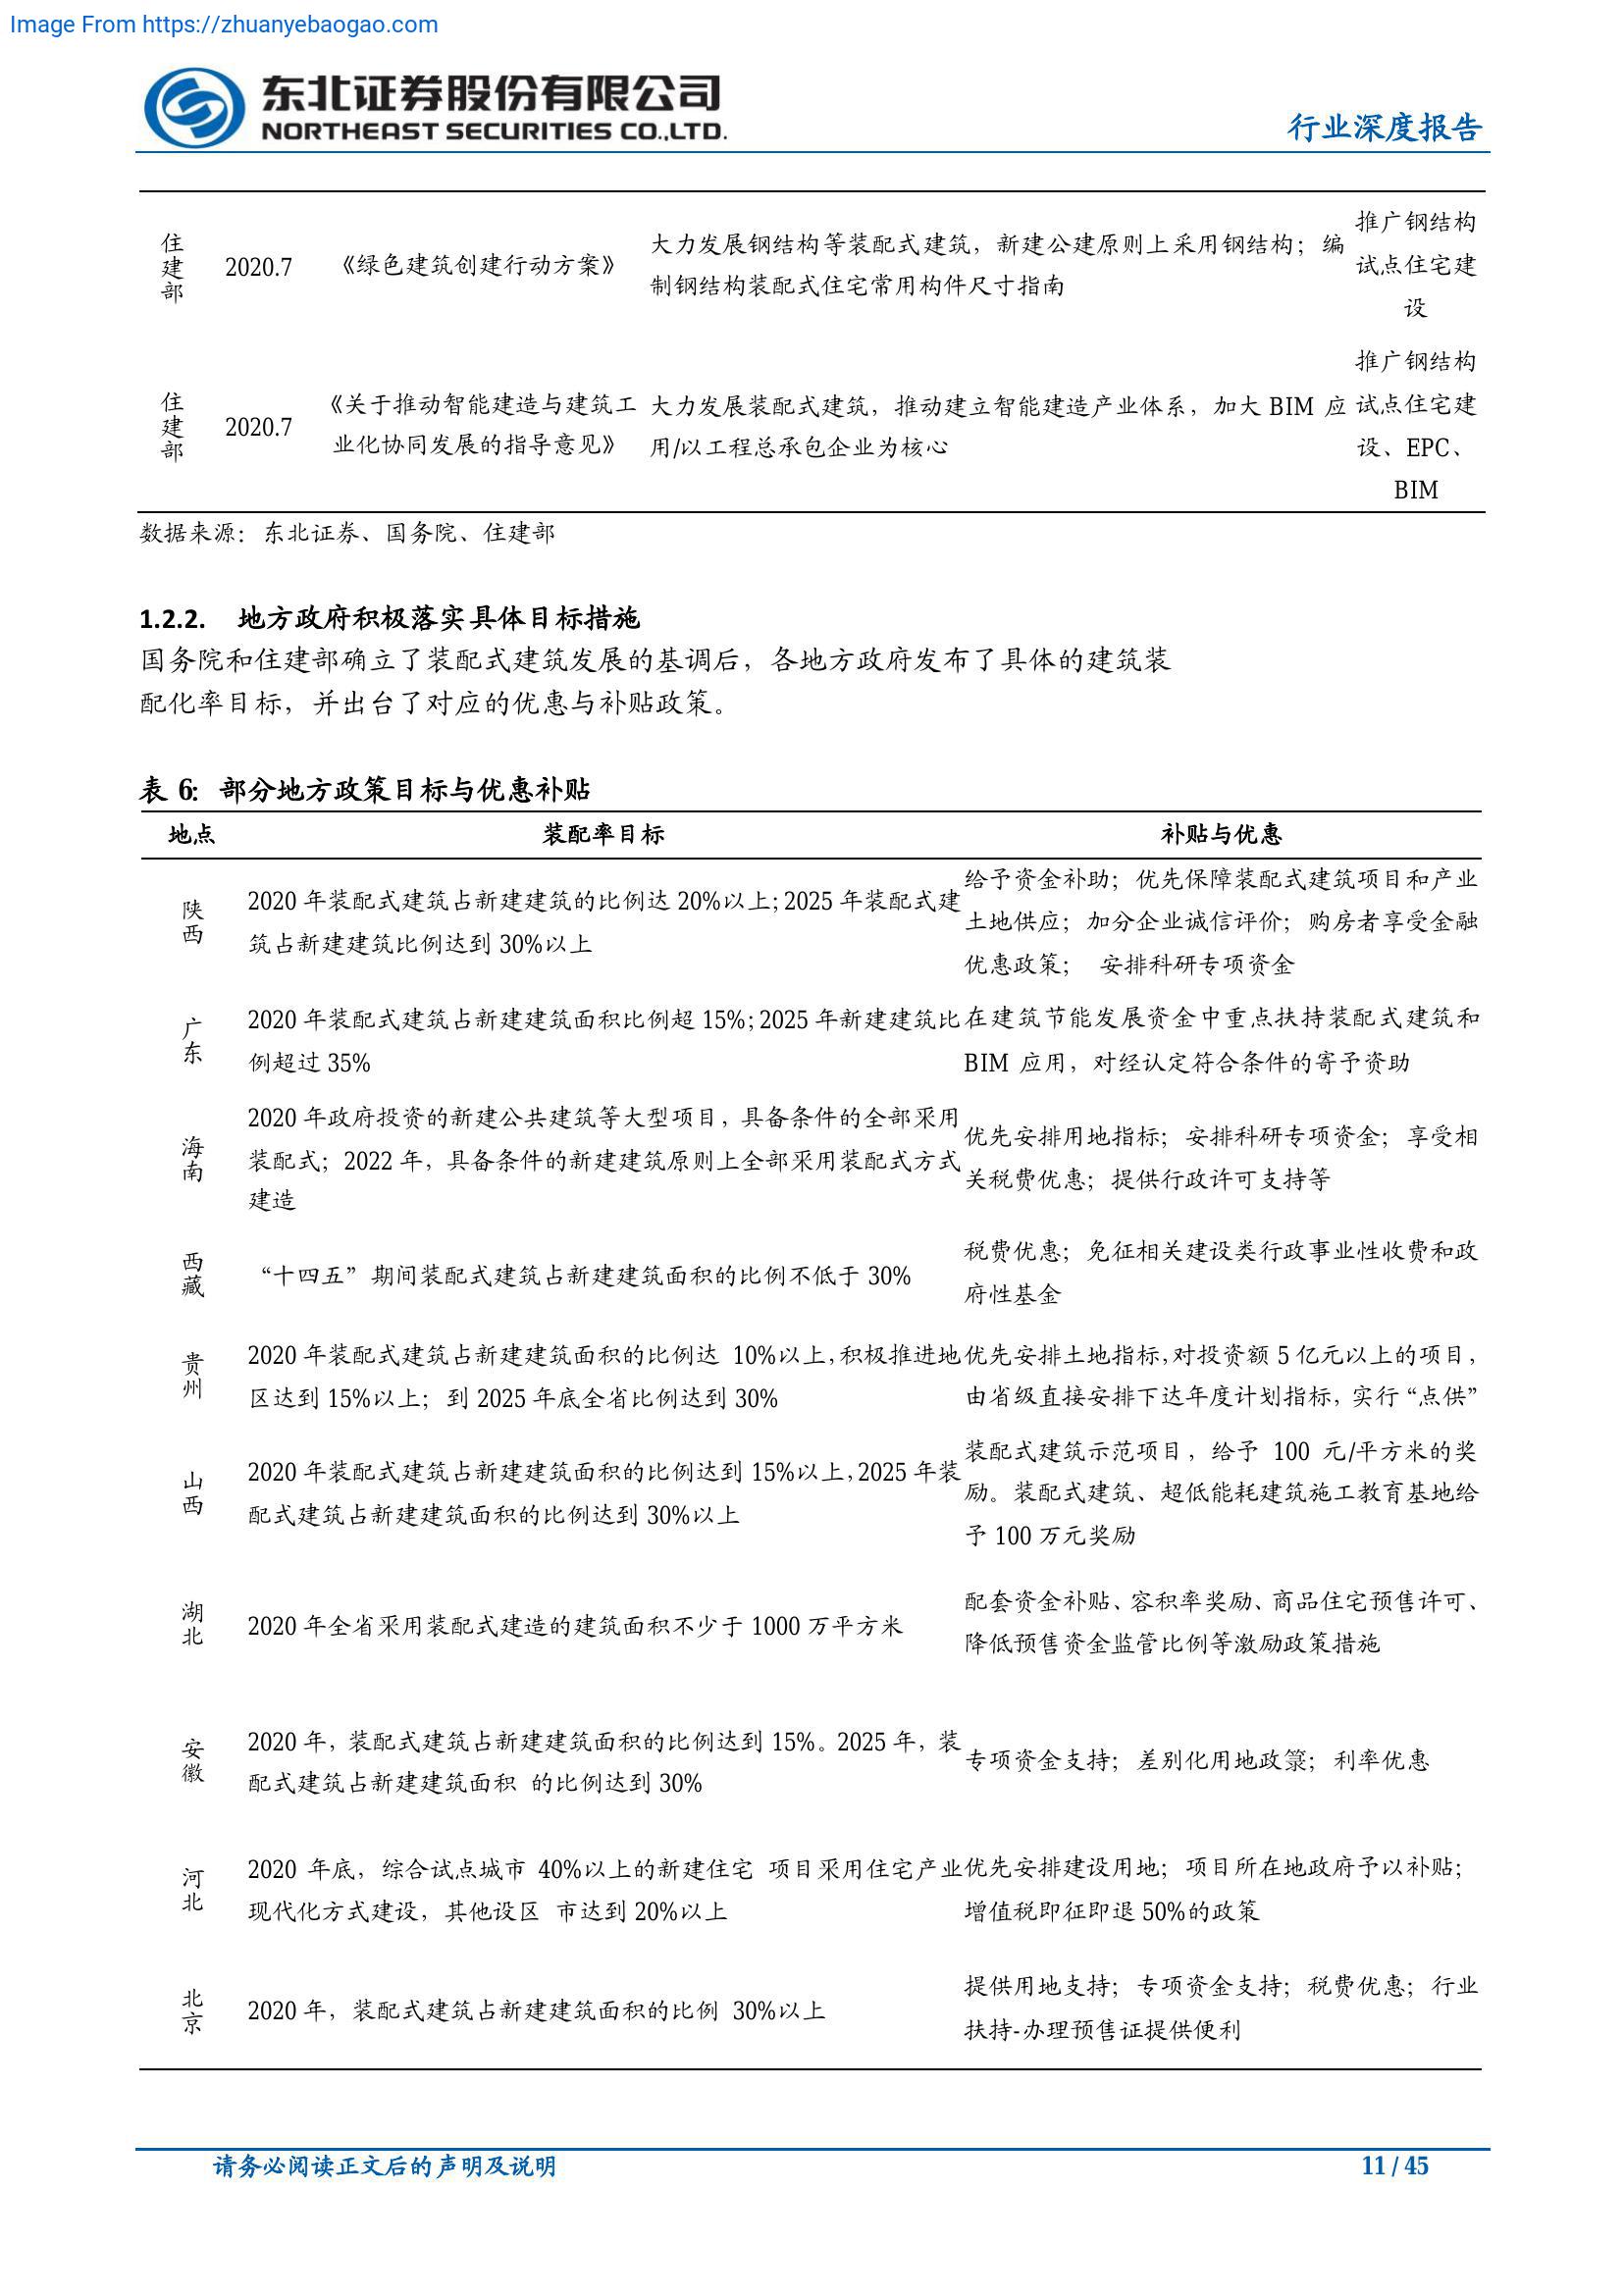 Image From https://zhuanyebaogao.com
东北证券股份有限公司
NORTHEAST SECURITIES CO.,LTD.
行业深度报告
住建部
2020.7
《绿色建筑创建行动方案》
大力发展钢结构等装配式建筑，新建公建原则上采用钢结构；编
制钢结构装配式住宅常用构件尺寸指南
推广钢结构
试点住宅建
设
住建部
2020.7
《关于推动智能建造与建筑工
业化协同发展的指导意见》
大力发展装配式建筑，推动建立智能建造产业体系，加大 BIM 应
用/以工程总承包企业为核心
推广钢结构
试点住宅建
设、EPC、
BIM
数据来源：东北证券、国务院、住建部
1.2.2. 地方政府积极落实具体目标措施
国务院和住建部确立了装配式建筑发展的基调后，各地方政府发布了具体的建筑装
配化率目标，并出台了对应的优惠与补贴政策。
表 6：部分地方政策目标与优惠补贴
地点 装配率目标 补贴与优惠
陕西
2020 年装配式建筑占新建建筑的比例达 20%以上；2025 年装配式建
筑占新建建筑比例达到 30%以上
给予资金补助；优先保障装配式建筑项目和产业
土地供应；加分企业诚信评价；购房者享受金融
优惠政策； 安排科研专项资金
广东
2020 年装配式建筑占新建建筑面积比例超 15%；2025 年新建建筑比
例超过 35%
在建筑节能发展资金中重点扶持装配式建筑和
BIM 应用，对经认定符合条件的寄予资助
海南
2020 年政府投资的新建公共建筑等大型项目，具备条件的全部采用
装配式；2022 年，具备条件的新建建筑原则上全部采用装配式方式
建造
优先安排用地指标；安排科研专项资金；享受相
关税费优惠；提供行政许可支持等
西藏
“十四五”期间装配式建筑占新建建筑面积的比例不低于 30%
税费优惠；免征相关建设类行政事业性收费和政
府性基金
贵州
2020 年装配式建筑占新建建筑面积的比例达 10%以上，积极推进地
区达到 15%以上；到 2025 年底全省比例达到 30%
优先安排土地指标，对投资额 5 亿元以上的项目，
由省级直接安排下达年度计划指标，实行“点供”
山西
2020 年装配式建筑占新建建筑面积的比例达到 15%以上，2025 年装
配式建筑占新建建筑面积的比例达到 30%以上
装配式建筑示范项目，给予 100 元/平方米的奖
励。装配式建筑、超低能耗建筑施工教育基地给
予 100 万元奖励
湖北
2020 年全省采用装配式建造的建筑面积不少于 1000 万平方米
配套资金补贴、容积率奖励、商品住宅预售许可、
降低预售资金监管比例等激励政策措施
安徽
2020 年，装配式建筑占新建建筑面积的比例达到 15%。2025 年，装
配式建筑占新建建筑面积 的比例达到 30%
专项资金支持；差别化用地政策；利率优惠
河北
2020 年底，综合试点城市 40%以上的新建住宅 项目采用住宅产业
现代化方式建设，其他设区 市达到 20%以上
优先安排建设用地；项目所在地政府予以补贴；
增值税即征即退 50%的政策
北京
2020 年，装配式建筑占新建建筑面积的比例 30%以上
提供用地支持；专项资金支持；税费优惠；行业
扶持-办理预售证提供便利
请务必阅读正文后的声明及说明
11 / 45